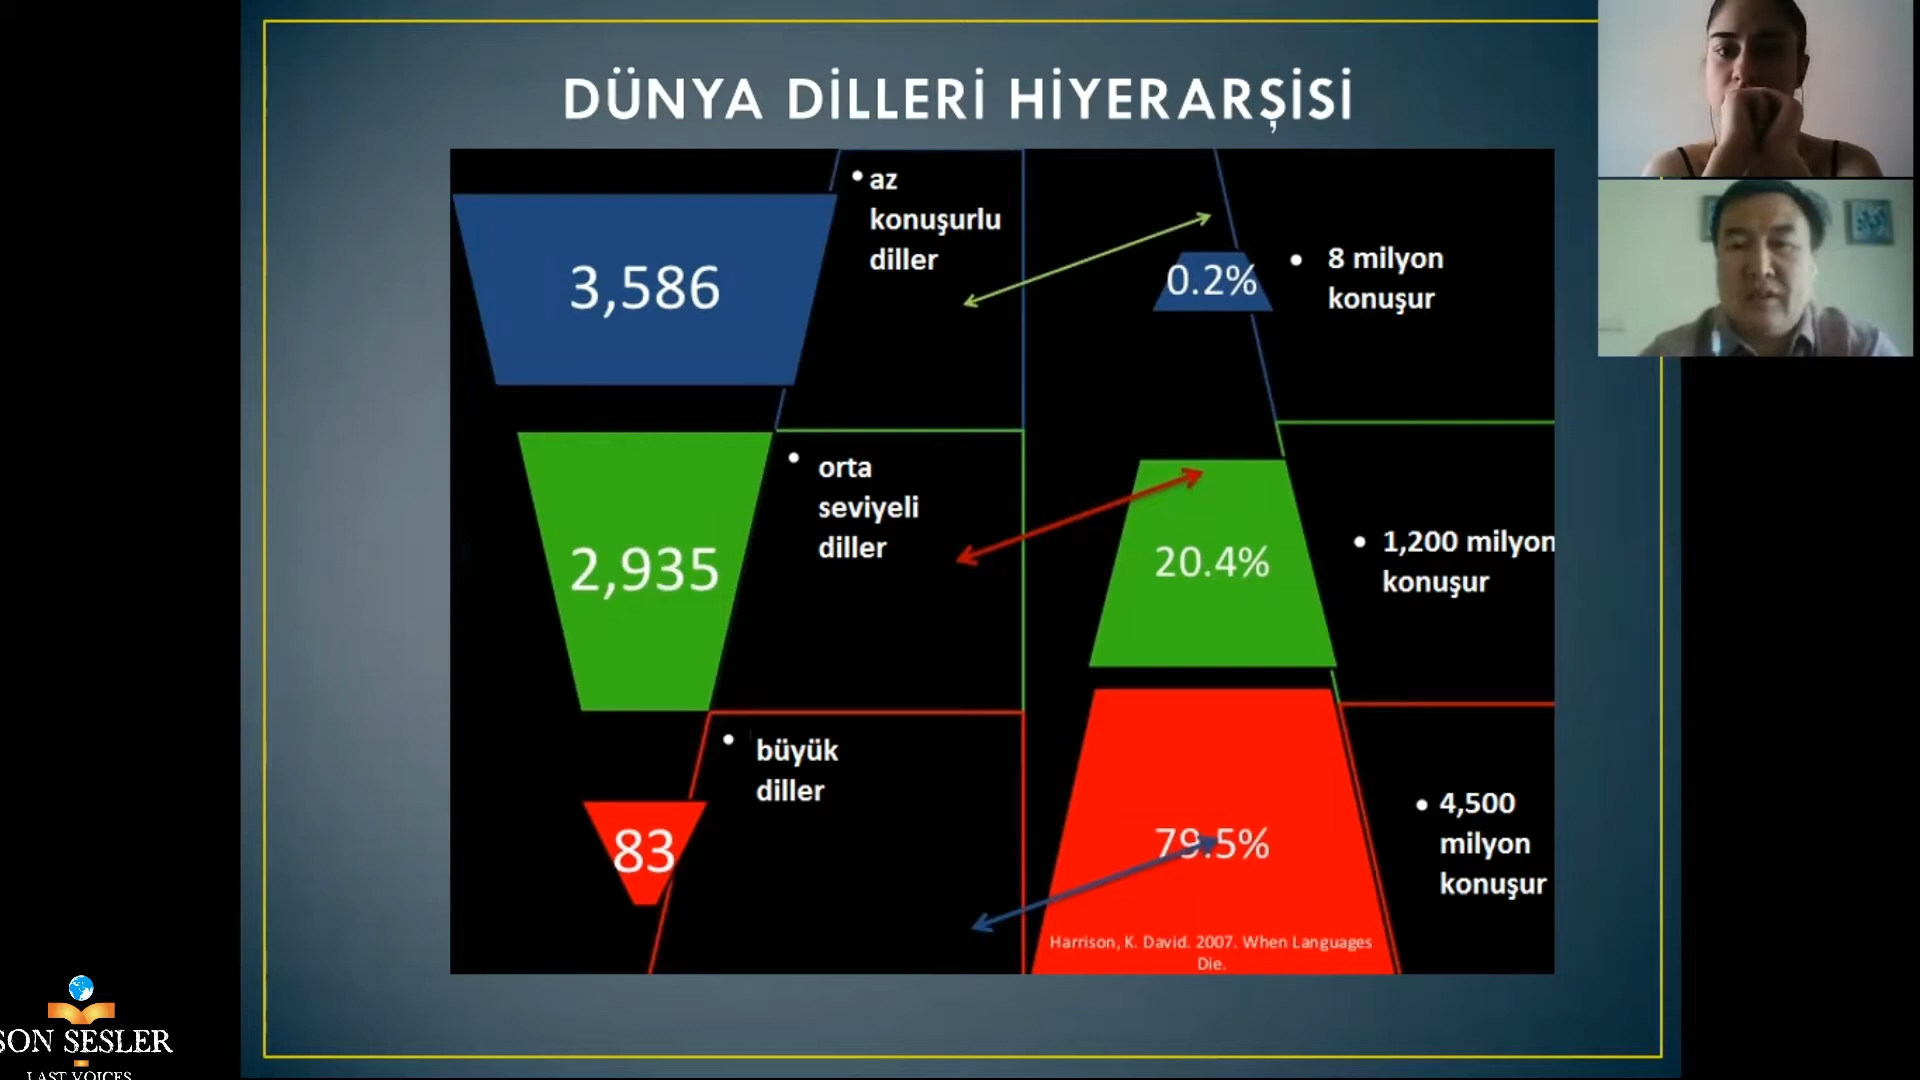 DÜNYA DİLLERİ HİYERARŞİSİ
3,586
• az
konuşurlu
diller
0.2%
• 8 milyon
konuşur
2,935
• orta
seviyeli
diller
20.4%
• 1,200 milyon
konuşur
83
• büyük
diller
79.5%
• 4,500
milyon
konuşur
Harrison, K. David. 2007. When Languages
Die.
SON SESLER
LAST VOICES